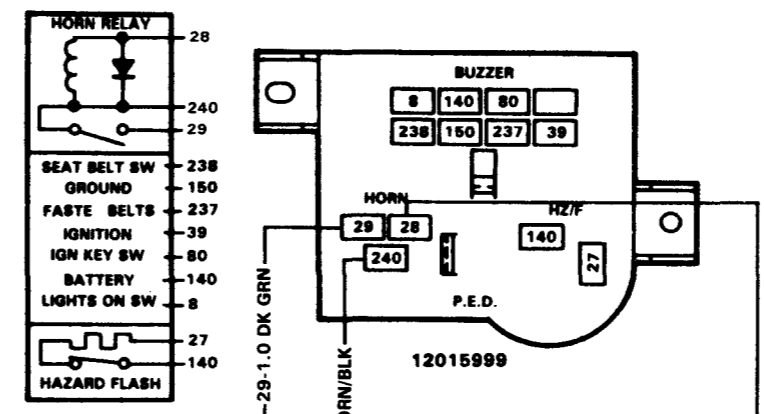 HORN RELAY
28
240
29
SEAT BELT SW 238
GROUND 150
FASTE BELTS 237
IGNITION 39
IGN KEY SW 80
BATTERY 140
LIGHTS ON SW 8
27
140
HAZARD FLASH
BUZZER
8 140 80
238 150 237 39
HORN
29 28
240
HZ/F
140
27
P.E.D.
12015999
29-1.0 DK GRN
ORN/BLK